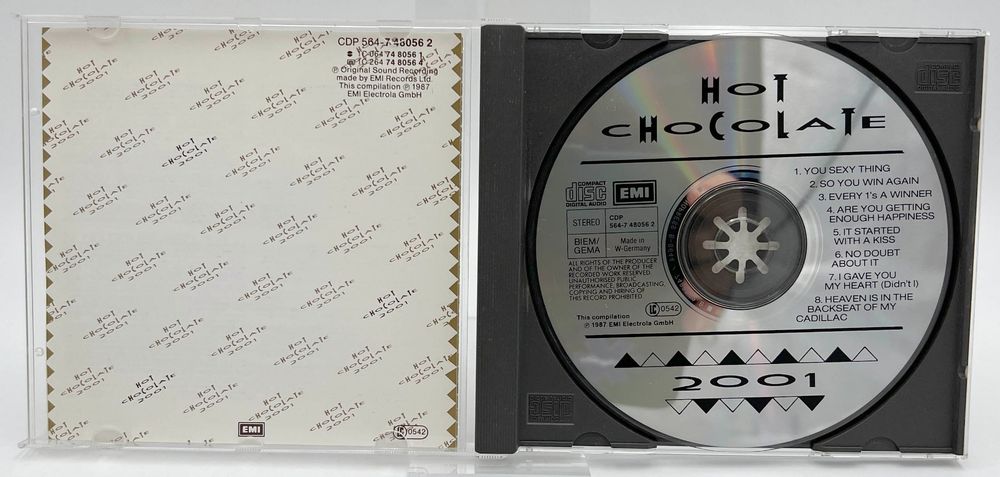 CDP 564-7 48056 2
1C 064 74 8056 1
1C 264 74 8056 4
℗ Original Sound Recording
made by EMI Records Ltd.
This compilation ℗ 1987
EMI Electrola GmbH
HOT
CHOCOLATE
2001
EMI
LC 0542
HOT
CHOCOLATE
COMPACT
disc
DIGITAL AUDIO
EMI
STEREO
CDP
564-7 48056 2
BIEM/
GEMA
Made in
W-Germany
ALL RIGHTS OF THE PRODUCER
AND OF THE OWNER OF THE
RECORDED WORK RESERVED.
UNAUTHORISED PUBLIC
PERFORMANCE, BROADCASTING,
COPYING AND HIRING OF
THIS RECORD PROHIBITED
LC 0542
This compilation
℗ 1987 EMI Electrola GmbH
1. YOU SEXY THING
2. SO YOU WIN AGAIN
3. EVERY 1's A WINNER
4. ARE YOU GETTING
ENOUGH HAPPINESS
5. IT STARTED
WITH A KISS
6. NO DOUBT
ABOUT IT
7. I GAVE YOU
MY HEART (Didn't I)
8. HEAVEN IS IN THE
BACKSEAT OF MY
CADILLAC
2001
COMPACT
disc